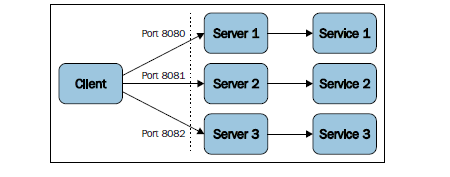 Port 8080
Server 1
Service 1
Client
Port 8081
Server 2
Service 2
Port 8082
Server 3
Service 3